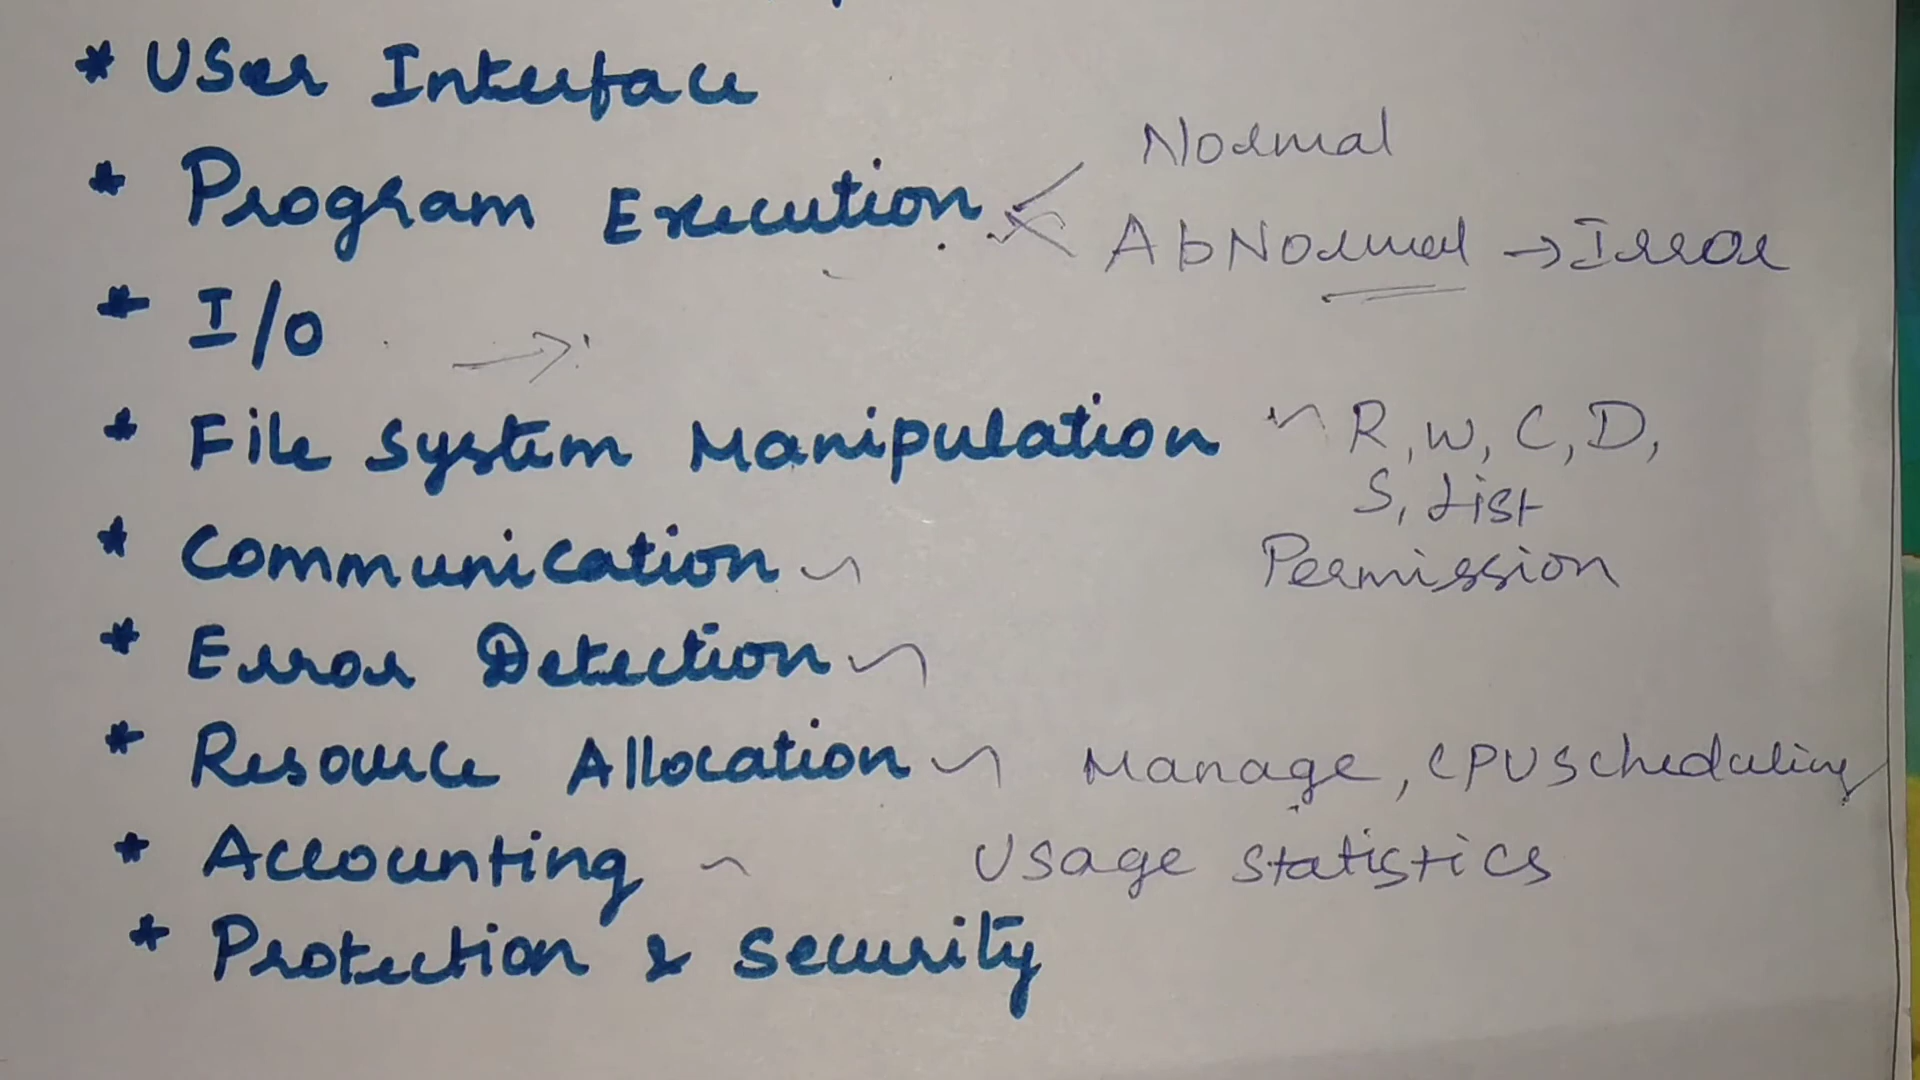 * User Interface
* Program Execution
Normal
AbNormal → Irror
* I/O →
* File System Manipulation R, W, C, D,
S, List
Permission
* Communication
* Error Detection
* Resource Allocation Manage, CPU Scheduling
* Accounting Usage Statistics
* Protection & Security